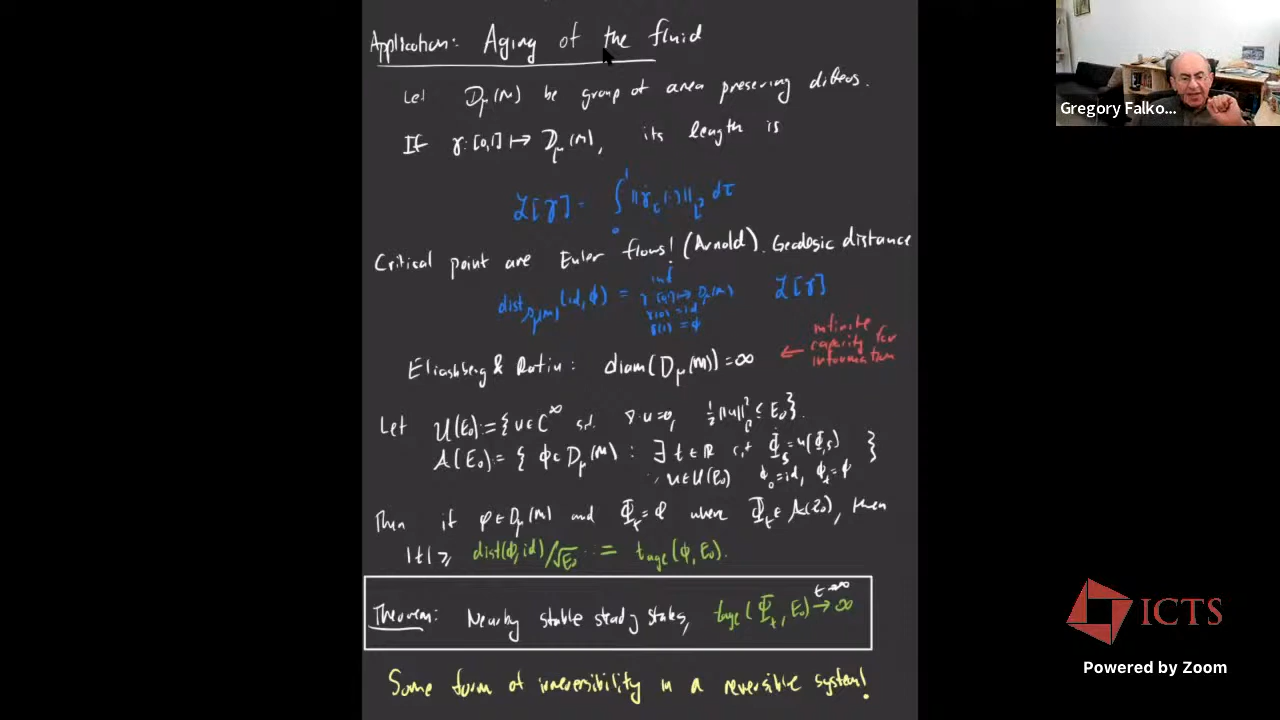 Application: Aging of the fluid
Let D_μ(M) be group of area preserving diffeos.
If γ: [0,1] ↦ D_μ(M), its length is
ℒ[γ] = ∫₀¹ ||γ̇_τ(·)||_{L²} dτ
Critical point are Euler flows! (Arnold). Geodesic distance
dist_{D_μ(M)}(id, ϕ) = inf ℒ[γ]
γ: [0,1] ↦ D_μ(M)
γ(0) = id
γ(1) = ϕ
infinite
capacity for
information
Eliashberg & Ratiu: diam(D_μ(M)) = ∞ ←
Let U(E₀) := {u ∈ C^∞ s.t. ∇·u = 0, ½||u||²_{L²} ≤ E₀}.
A(E₀) = { ϕ ∈ D_μ(M) : ∃ t ∈ ℝ s.t. Φ̇_s = u(Φ_s, s)
u ∈ U(E₀) Φ₀ = id, Φ_t = ϕ }
Then if φ ∈ D_μ(M) and Φ_t = φ where Φ_t ∈ A(E₀), then
|t| ≥ dist(ϕ, id)/√E₀ := t_age(ϕ, E₀).
Theorem: Nearby stable steady states, t_age(Φ_t, E₀) → ∞
t→∞
Some form of irreversibility in a reversible system!
Gregory Falko...
ICTS
Powered by Zoom